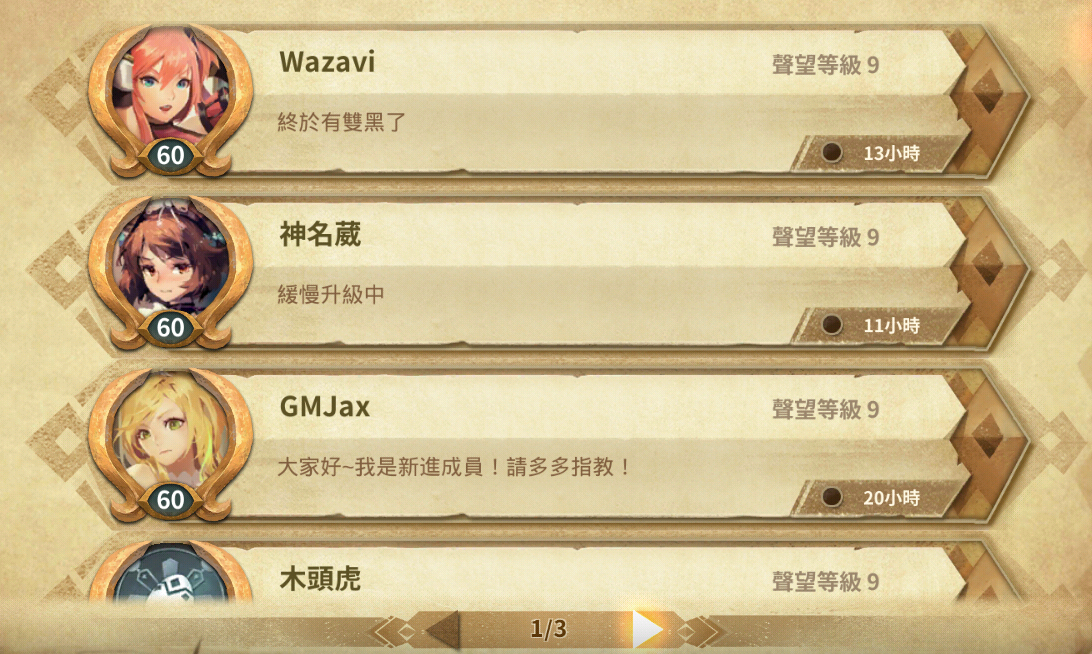 Wazavi
聲望等級 9
終於有雙黑了
60
13小時
神名葳
聲望等級 9
緩慢升級中
60
11小時
GMJax
聲望等級 9
大家好~我是新進成員！請多多指教！
60
20小時
木頭虎
聲望等級 9
1/3